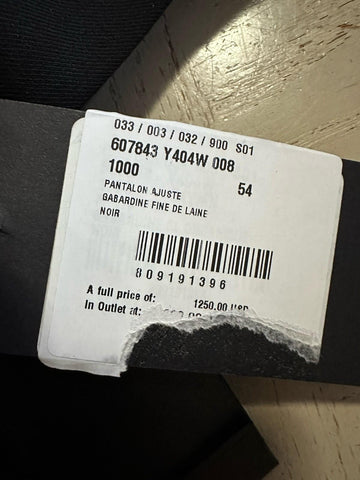 033 / 003 / 032 / 900 S01
607843 Y404W 008
1000 54
PANTALON AJUSTE
GABARDINE FINE DE LAINE
NOIR
809191396
A full price of: 1250.00 USD
In Outlet at: